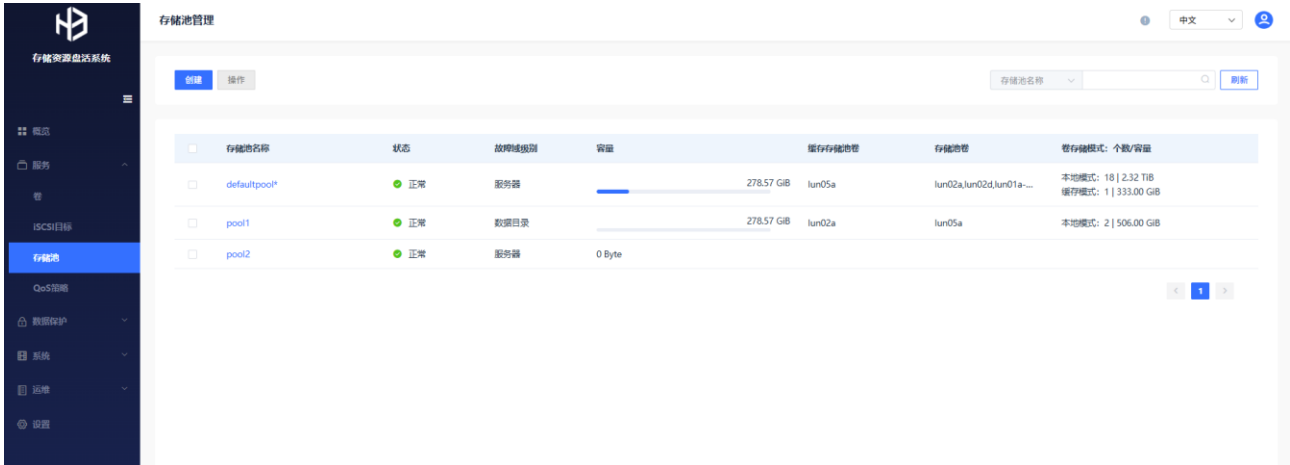 存储池管理
中文
存储资源盘活系统
创建 操作 存储池名称 刷新
概览
服务
卷
iSCSI目标
存储池
QoS策略
数据保护
系统
运维
设置
存储池名称 状态 故障域级别 容量 缓存存储池卷 存储池卷 卷存储模式：个数/容量
defaultpool* 正常 服务器 278.57 GiB lun05a lun02a,lun02d,lun01a-... 本地模式：18 | 2.32 TiB
缓存模式：1 | 333.00 GiB
pool1 正常 数据目录 278.57 GiB lun02a lun05a 本地模式：2 | 506.00 GiB
pool2 正常 服务器 0 Byte
1